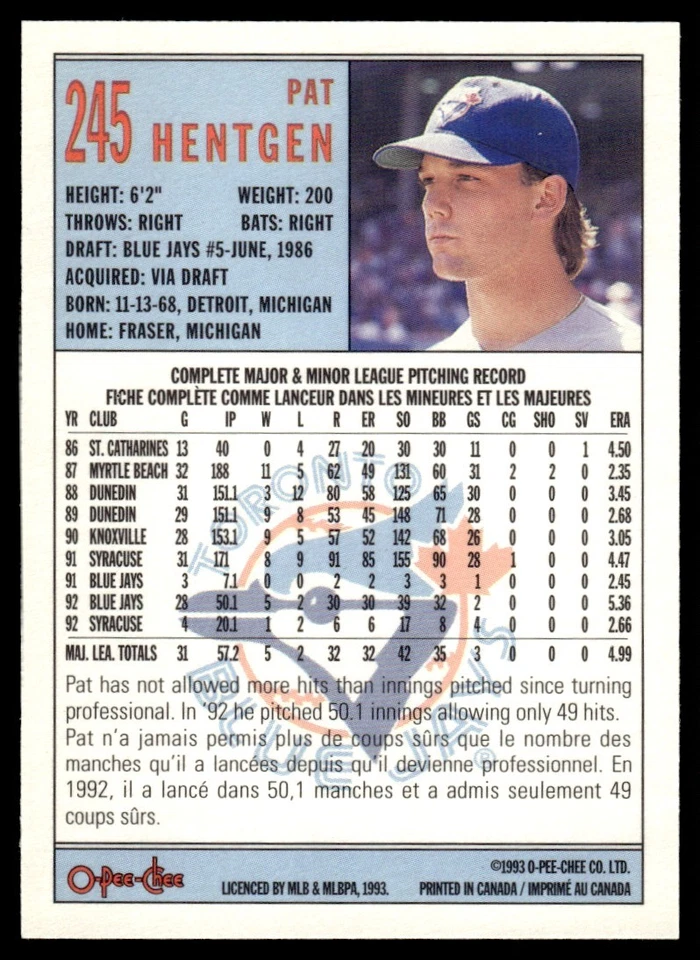 245 PAT
HENTGEN
HEIGHT: 6'2" WEIGHT: 200
THROWS: RIGHT BATS: RIGHT
DRAFT: BLUE JAYS #5-JUNE, 1986
ACQUIRED: VIA DRAFT
BORN: 11-13-68, DETROIT, MICHIGAN
HOME: FRASER, MICHIGAN
COMPLETE MAJOR & MINOR LEAGUE PITCHING RECORD
FICHE COMPLÈTE COMME LANCEUR DANS LES MINEURES ET LES MAJEURES
YR CLUB G IP W L R ER SO BB GS CG SHO SV ERA
86 ST. CATHARINES 13 40 0 4 27 20 30 30 11 0 0 1 4.50
87 MYRTLE BEACH 32 188 11 5 62 49 131 60 31 2 2 0 2.35
88 DUNEDIN 31 151.1 3 12 80 58 125 65 30 0 0 0 3.45
89 DUNEDIN 29 151.1 9 8 53 45 148 71 28 0 0 0 2.68
90 KNOXVILLE 28 153.1 9 5 57 52 142 68 26 0 0 0 3.05
91 SYRACUSE 31 171 8 9 91 85 155 90 28 1 0 0 4.47
91 BLUE JAYS 3 7.1 0 0 2 2 3 3 1 0 0 0 2.45
92 BLUE JAYS 28 50.1 5 2 30 30 39 32 2 0 0 0 5.36
92 SYRACUSE 4 20.1 1 2 6 6 17 8 4 0 0 0 2.66
MAJ. LEA. TOTALS 31 57.2 5 2 32 32 42 35 3 0 0 0 4.99
TORONTO
BLUE JAYS
®
Pat has not allowed more hits than innings pitched since turning
professional. In '92 he pitched 50.1 innings allowing only 49 hits.
Pat n'a jamais permis plus de coups sûrs que le nombre des
manches qu'il a lancées depuis qu'il devienne professionnel. En
1992, il a lancé dans 50,1 manches et a admis seulement 49
coups sûrs.
O-Pee-Chee
©1993 O-PEE-CHEE CO. LTD.
LICENCED BY MLB & MLBPA, 1993. PRINTED IN CANADA / IMPRIMÉ AU CANADA